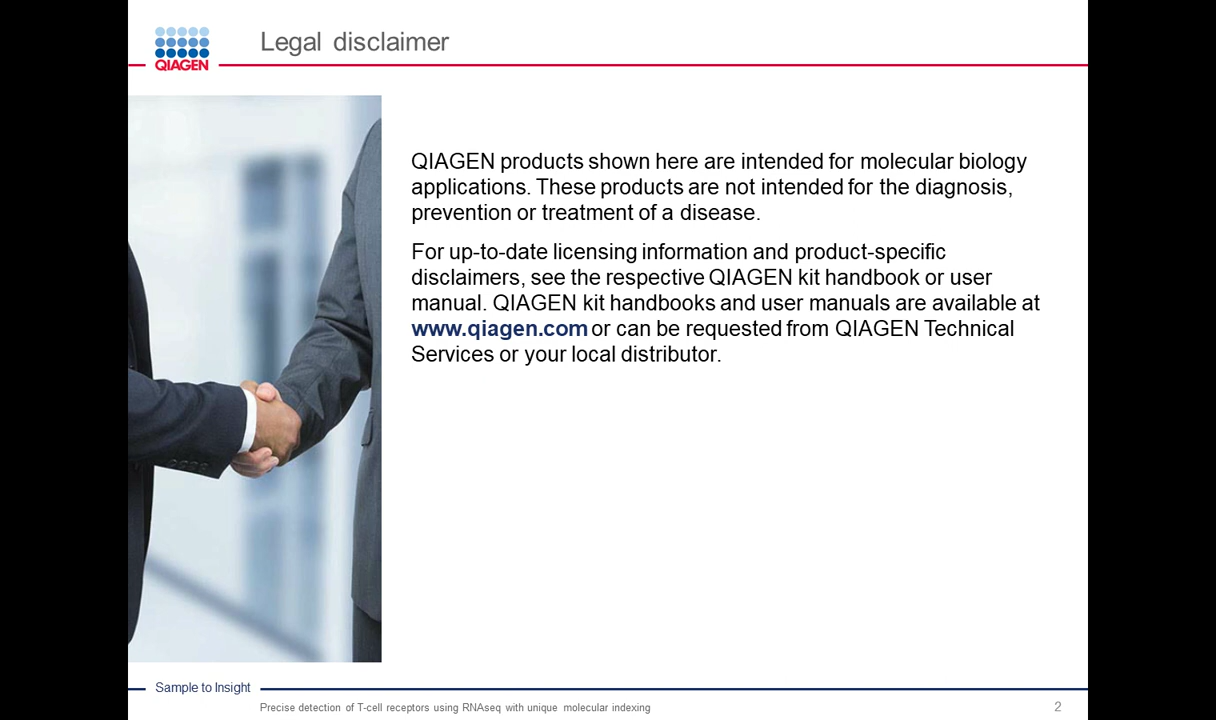 Legal disclaimer
QIAGEN
QIAGEN products shown here are intended for molecular biology
applications. These products are not intended for the diagnosis,
prevention or treatment of a disease.
For up-to-date licensing information and product-specific
disclaimers, see the respective QIAGEN kit handbook or user
manual. QIAGEN kit handbooks and user manuals are available at
www.qiagen.com or can be requested from QIAGEN Technical
Services or your local distributor.
Sample to Insight
Precise detection of T-cell receptors using RNAseq with unique molecular indexing
2